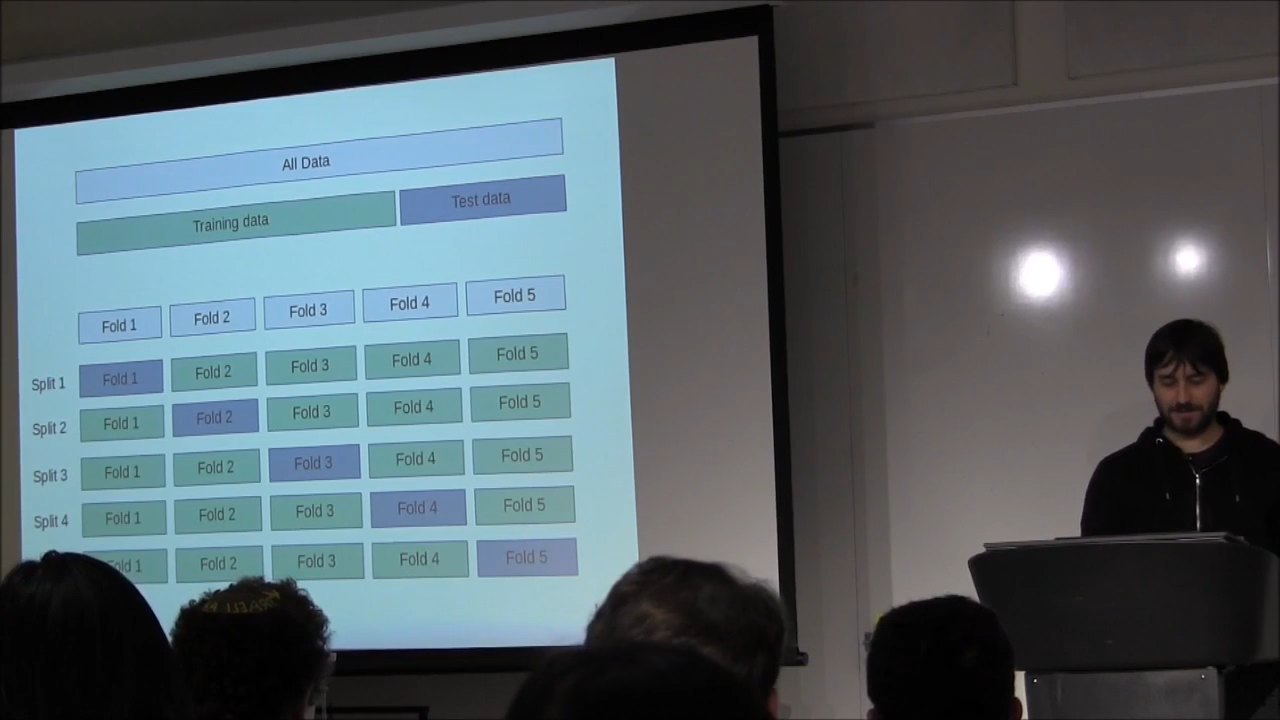 All Data
Training data Test data
Fold 1 Fold 2 Fold 3 Fold 4 Fold 5
Split 1 Fold 1 Fold 2 Fold 3 Fold 4 Fold 5
Split 2 Fold 1 Fold 2 Fold 3 Fold 4 Fold 5
Split 3 Fold 1 Fold 2 Fold 3 Fold 4 Fold 5
Split 4 Fold 1 Fold 2 Fold 3 Fold 4 Fold 5
Fold 1 Fold 2 Fold 3 Fold 4 Fold 5